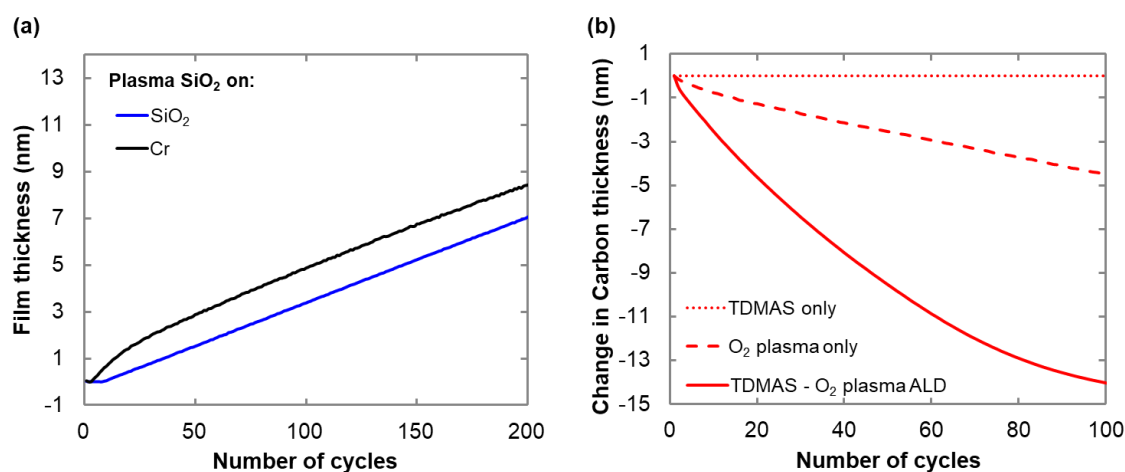 (a)
Film thickness (nm)
13
11
9
7
5
3
1
-1
Plasma SiO₂ on:
SiO₂
Cr
0
50
100
150
200
Number of cycles
(b)
Change in Carbon thickness (nm)
1
-1
-3
-5
-7
-9
-11
-13
-15
TDMAS only
O₂ plasma only
TDMAS - O₂ plasma ALD
0
20
40
60
80
100
Number of cycles